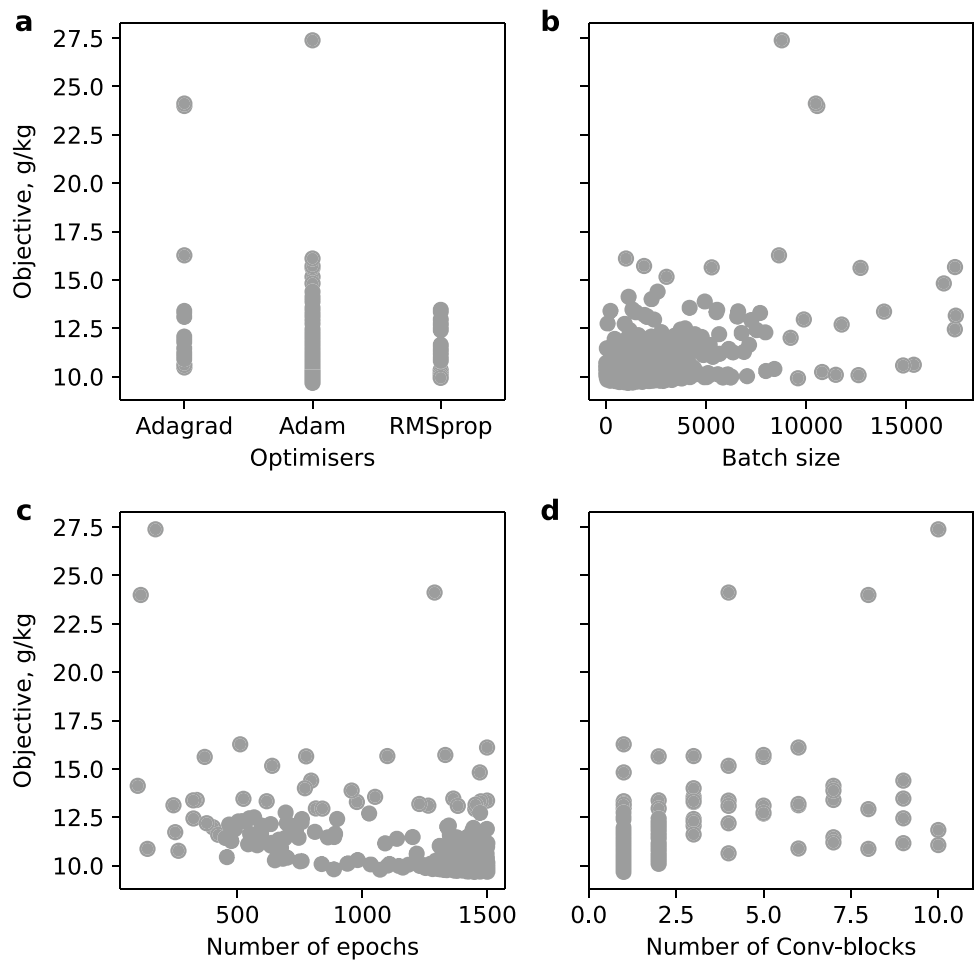 a
27.5
25.0
22.5
20.0
17.5
15.0
12.5
10.0
Objective, g/kg
Adagrad Adam RMSprop
Optimisers
b
0 5000 10000 15000
Batch size
c
27.5
25.0
22.5
20.0
17.5
15.0
12.5
10.0
Objective, g/kg
500 1000 1500
Number of epochs
d
0.0 2.5 5.0 7.5 10.0
Number of Conv-blocks